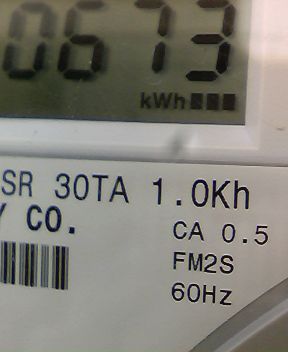 0673
kWh
SR 30TA 1.0Kh
Y CO.
CA 0.5
FM2S
60Hz